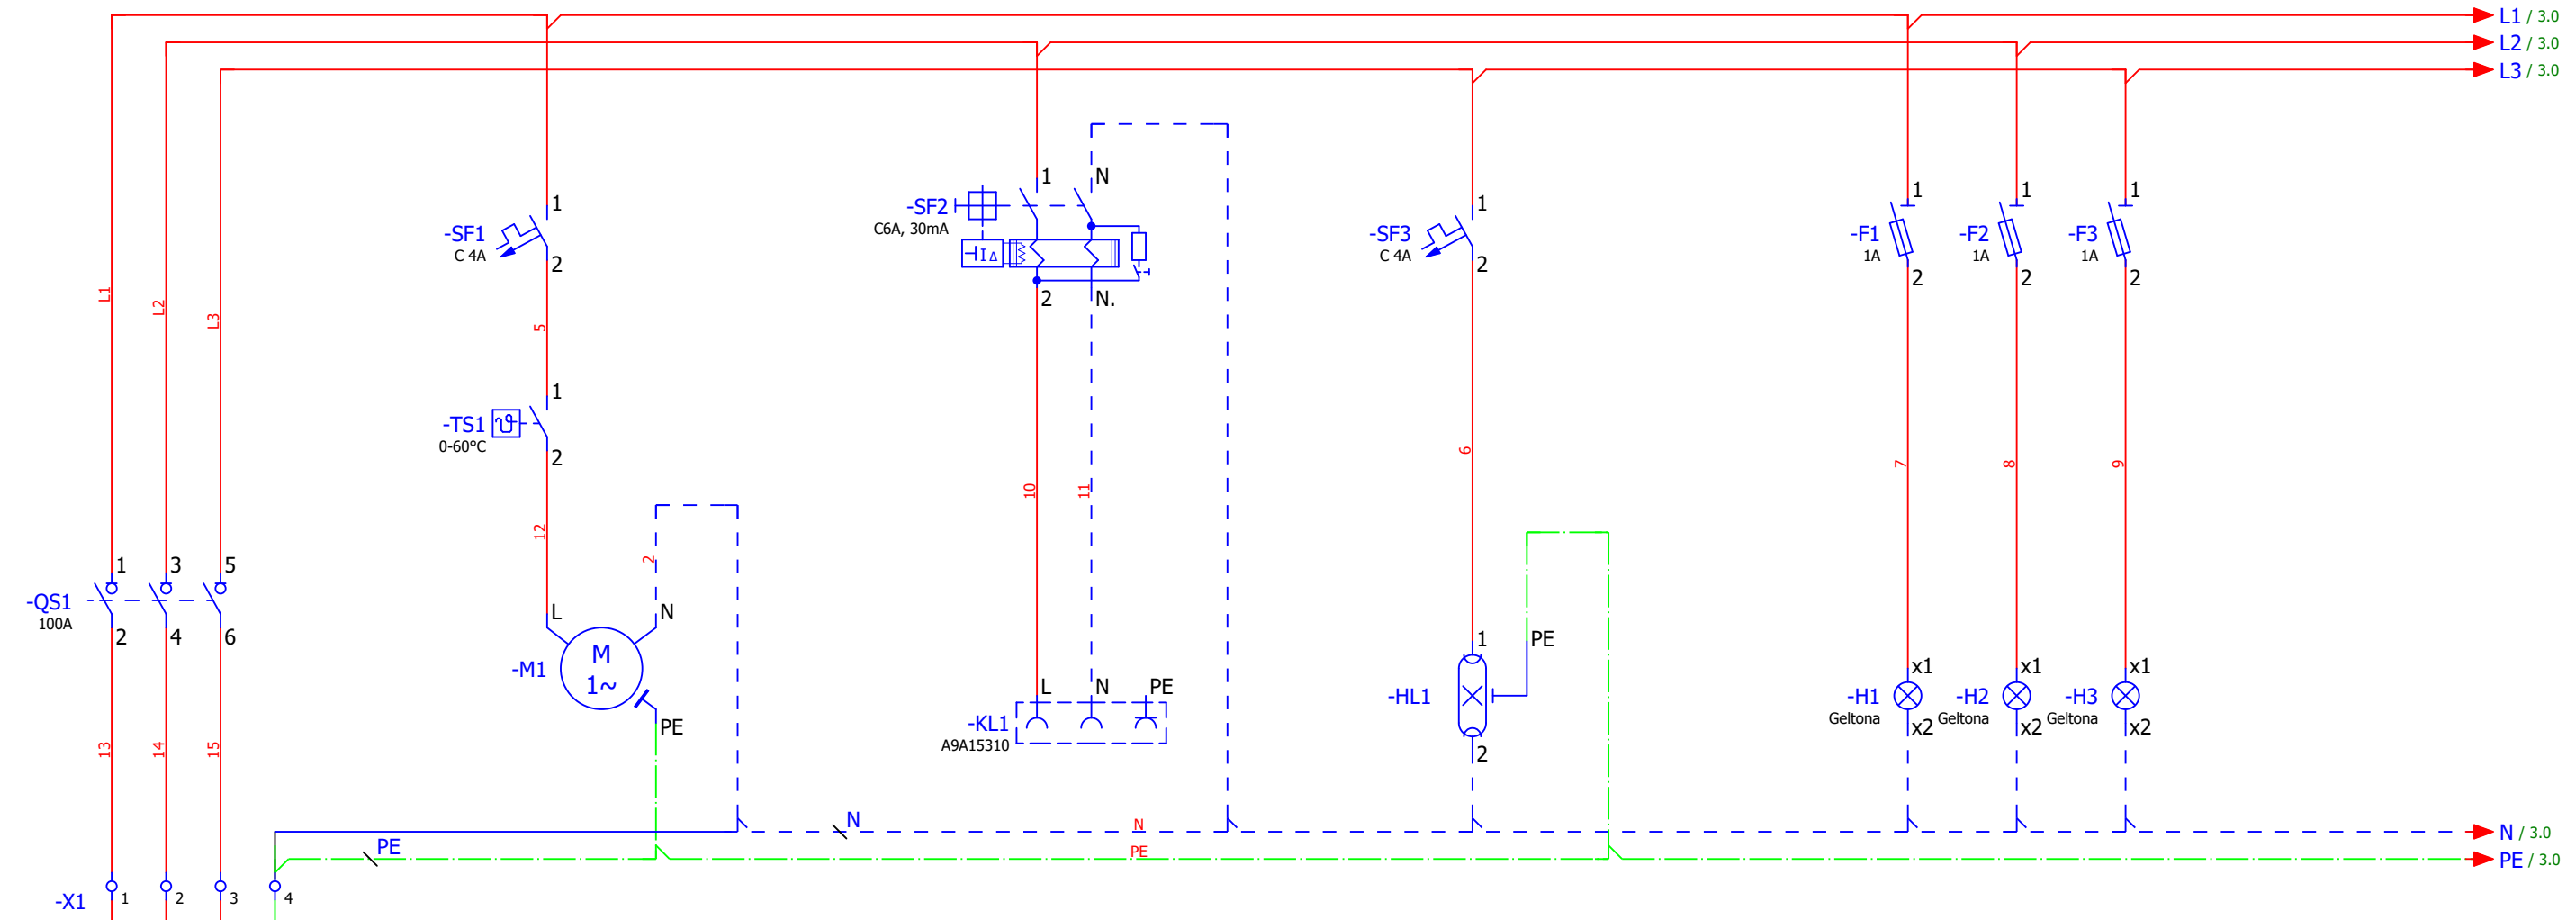 L1 / 3.0
L2 / 3.0
L3 / 3.0
1 N
-SF2
C6A, 30mA
I Δ
2 N.
1
-SF1
C 4A
2
1
-SF3
C 4A
2
1
-F1
1A
2
1
-F2
1A
2
1
-F3
1A
2
L1
L2
L3
5
1
-TS1
0-60°C
2
12
2
10
11
6
7
8
9
1 3 5
-QS1
100A
2 4 6
L N
M
1~
-M1
PE
L N PE
-KL1
A9A15310
1 PE
-HL1
2
x1
-H1
Geltona
x2
x1
-H2
Geltona
x2
x1
-H3
Geltona
x2
13
14
15
N
N
N / 3.0
PE
PE
PE / 3.0
-X1
1 2 3 4